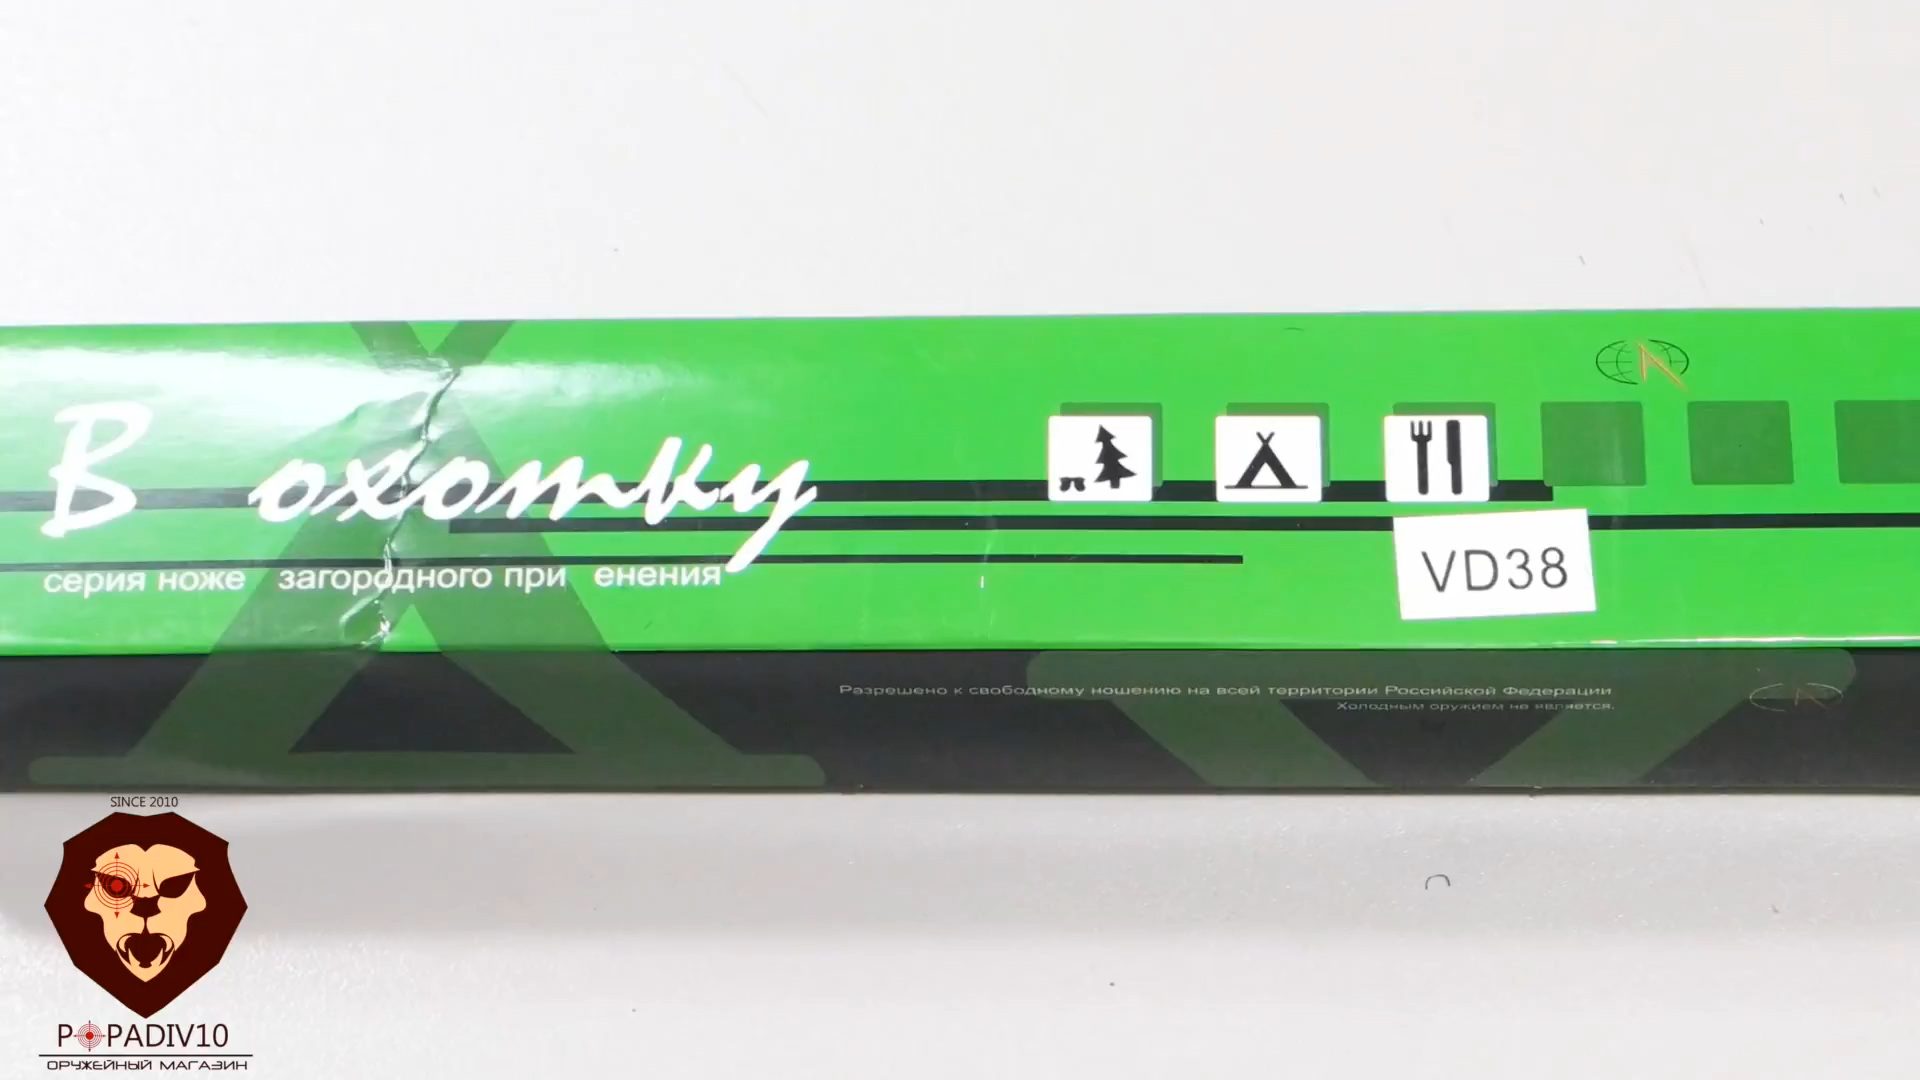 В охотку
серия ноже загородного при енения
VD38
Разрешено к свободному ношению на всей территории Российской Федерации
Холодным оружием не является.
SINCE 2010
POPADIV10
ОРУЖЕЙНЫЙ МАГАЗИН